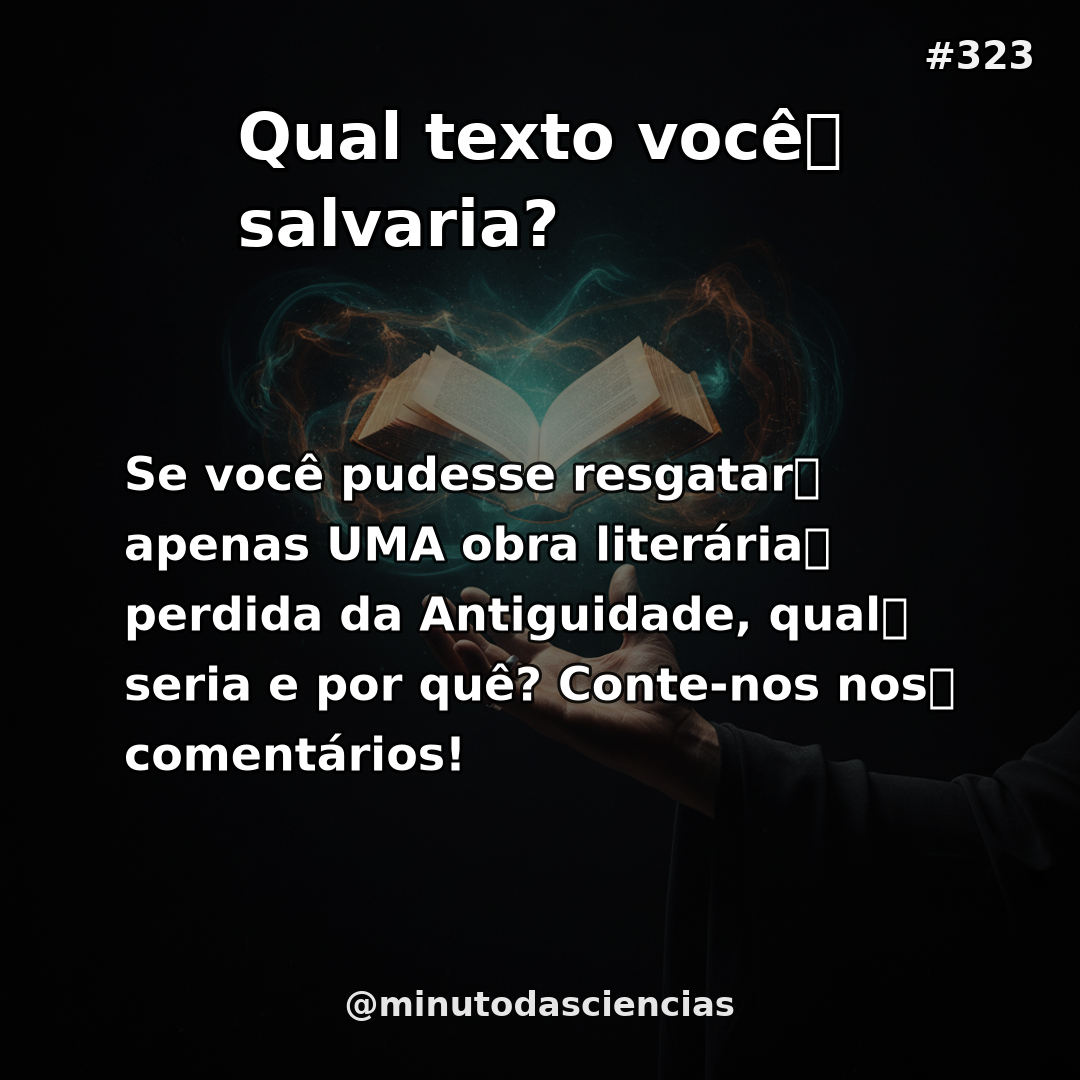 #323
Qual texto você▯
salvaria?
Se você pudesse resgatar▯
apenas UMA obra literária▯
perdida da Antiguidade, qual▯
seria e por quê? Conte-nos nos▯
comentários!
@minutodasciencias